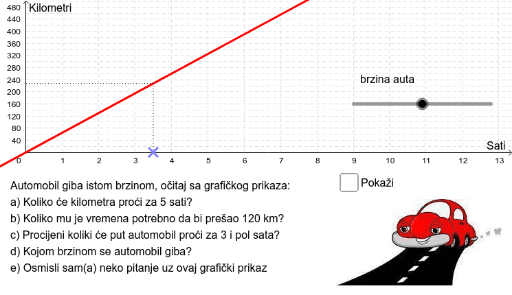 Kilometri
480
440
400
360
320
280
240
200
160
120
80
40
0 1 2 3 4 5 6 7 8 9 10 11 12 13
Sati
brzina auta
Pokaži
Automobil giba istom brzinom, očitaj sa grafičkog prikaza:
a) Koliko će kilometra proći za 5 sati?
b) Koliko mu je vremena potrebno da bi prešao 120 km?
c) Procijeni koliki će put automobil proći za 3 i pol sata?
d) Kojom brzinom se automobil giba?
e) Osmisli sam(a) neko pitanje uz ovaj grafički prikaz